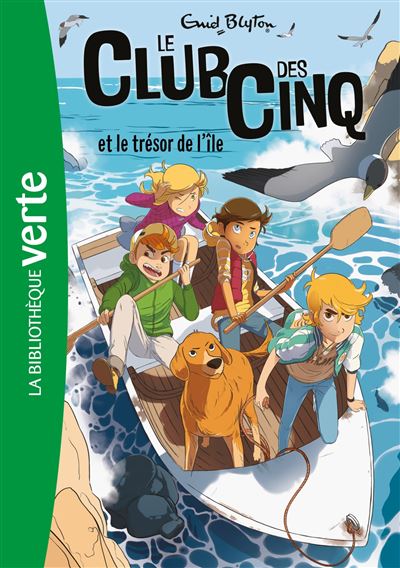 Enid Blyton
LE
CLUB
DES
CINQ
et le trésor de l'île
LA BIBLIOTHÈQUE verte